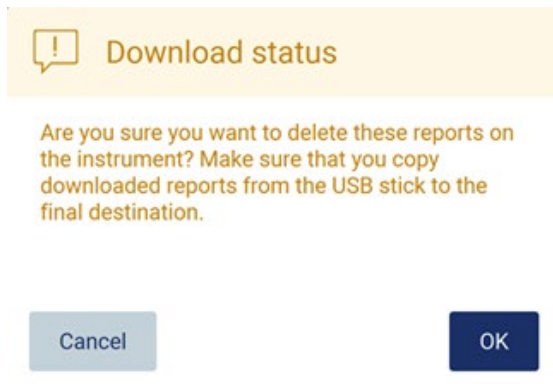 !
Download status
Are you sure you want to delete these reports on
the instrument? Make sure that you copy
downloaded reports from the USB stick to the
final destination.
Cancel
OK